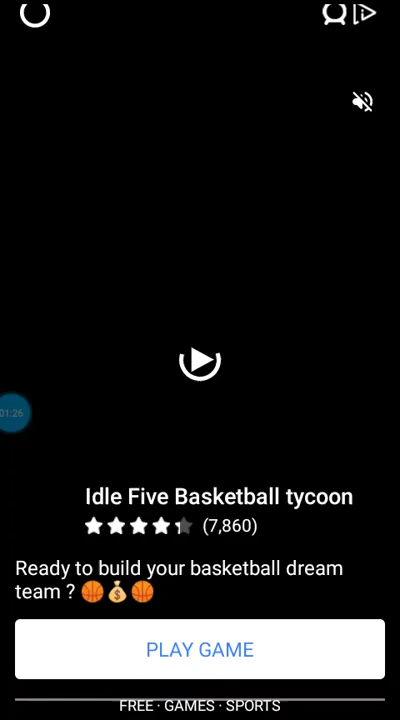 01:26
Idle Five Basketball tycoon
(7,860)
Ready to build your basketball dream
team ? 🏀💰🏀
PLAY GAME
FREE · GAMES · SPORTS